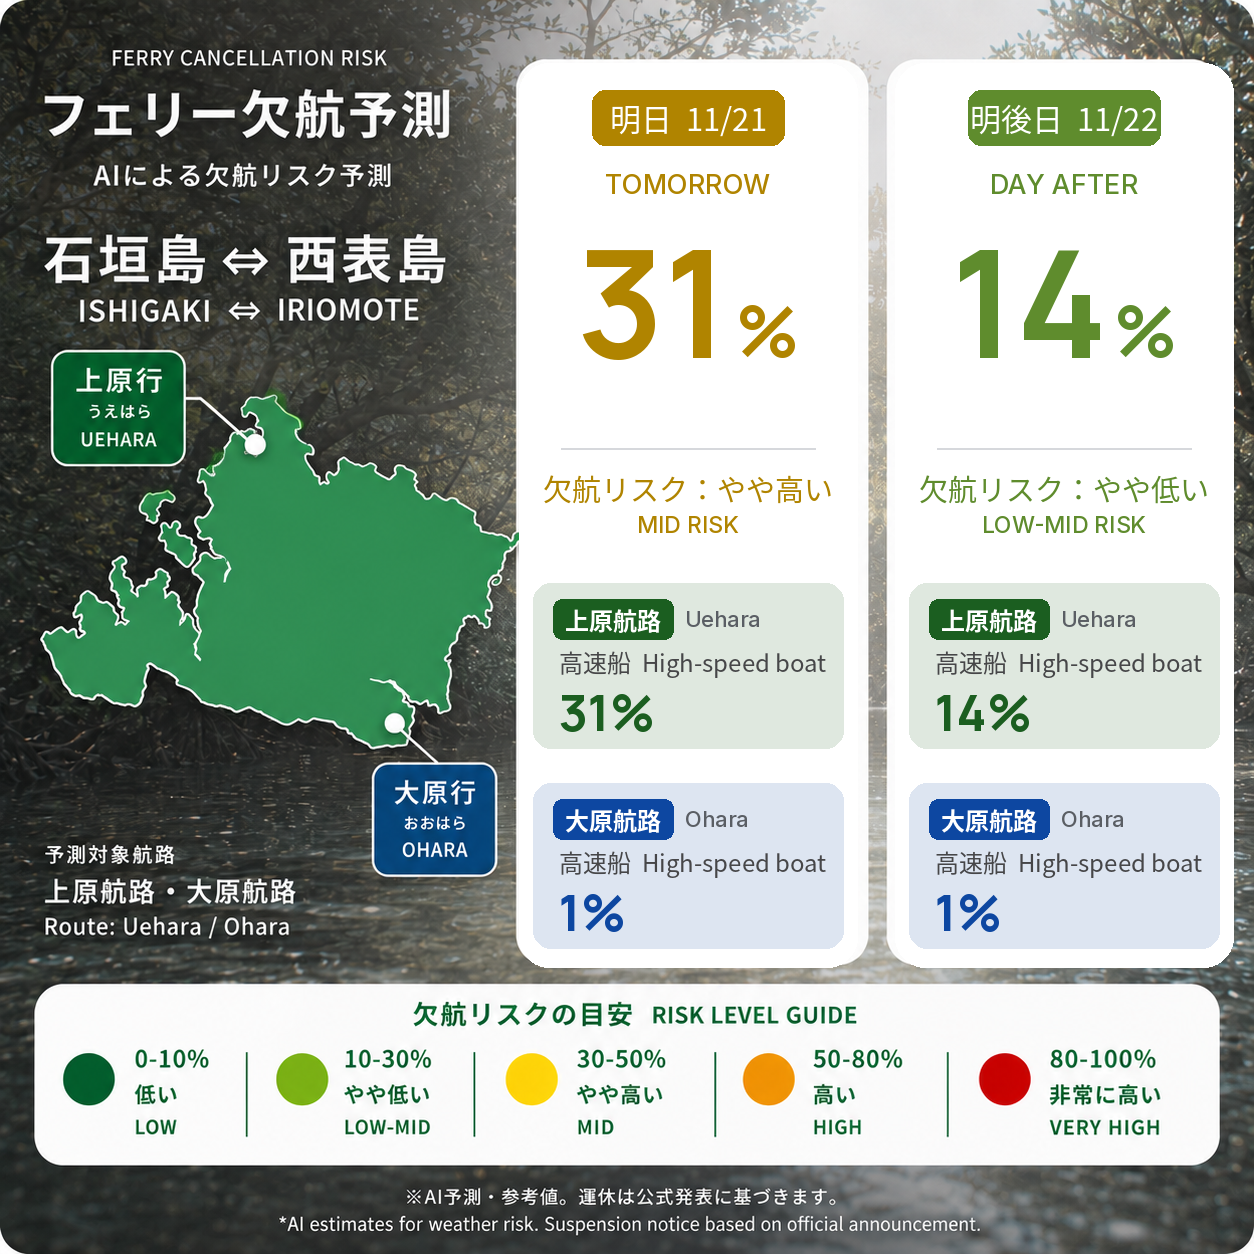 FERRY CANCELLATION RISK
フェリー欠航予測
AIによる欠航リスク予測
石垣島 ⇔ 西表島
ISHIGAKI ⇔ IRIOMOTE
上原行
うえはら
UEHARA
大原行
おおはら
OHARA
予測対象航路
上原航路・大原航路
Route: Uehara / Ohara
明日 11/21
TOMORROW
31%
欠航リスク：やや高い
MID RISK
上原航路 Uehara
高速船 High-speed boat
31%
大原航路 Ohara
高速船 High-speed boat
1%
明後日 11/22
DAY AFTER
14%
欠航リスク：やや低い
LOW-MID RISK
上原航路 Uehara
高速船 High-speed boat
14%
大原航路 Ohara
高速船 High-speed boat
1%
欠航リスクの目安 RISK LEVEL GUIDE
0-10%
低い
LOW
10-30%
やや低い
LOW-MID
30-50%
やや高い
MID
50-80%
高い
HIGH
80-100%
非常に高い
VERY HIGH
※AI予測・参考値。運休は公式発表に基づきます。
*AI estimates for weather risk. Suspension notice based on official announcement.